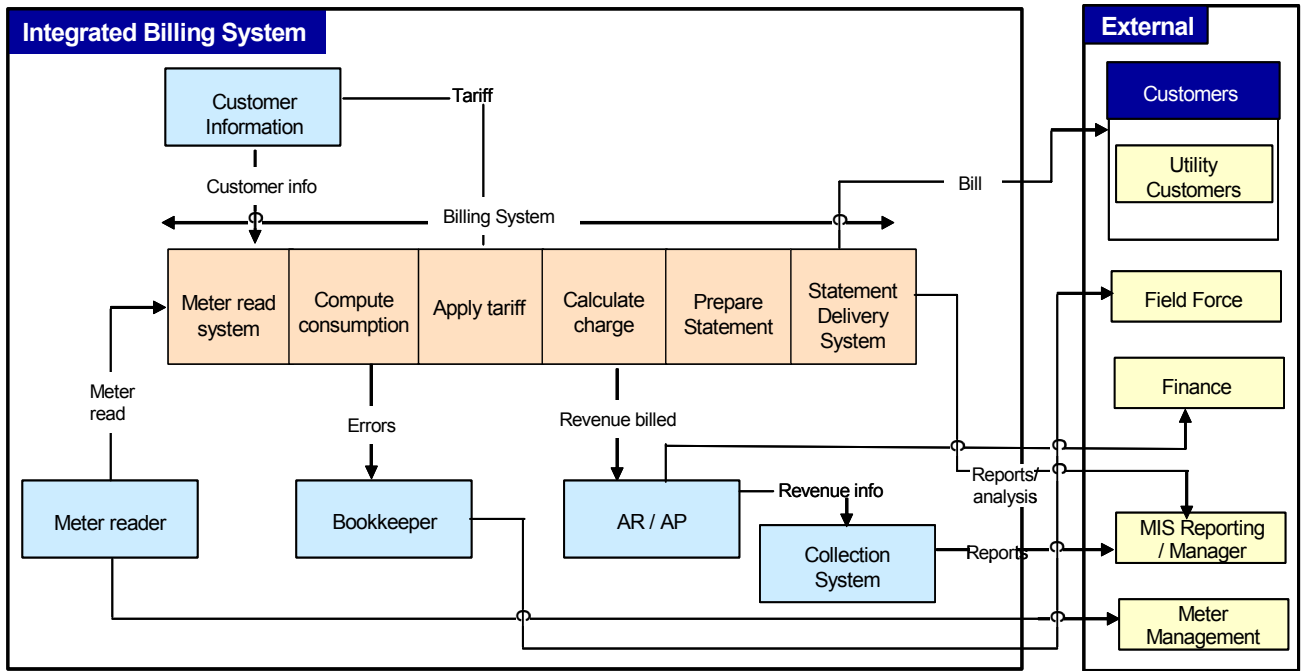 Integrated Billing System
External
Customer
Information
Tariff
Customers
Utility
Customers
Customer info
Bill
Billing System
Meter read
system
Compute
consumption
Apply tariff
Calculate
charge
Prepare
Statement
Statement
Delivery
System
Field Force
Meter
read
Errors
Revenue billed
Finance
Reports/
analysis
Meter reader
Bookkeeper
AR / AP
Revenue info
Collection
System
Reports
MIS Reporting
/ Manager
Meter
Management